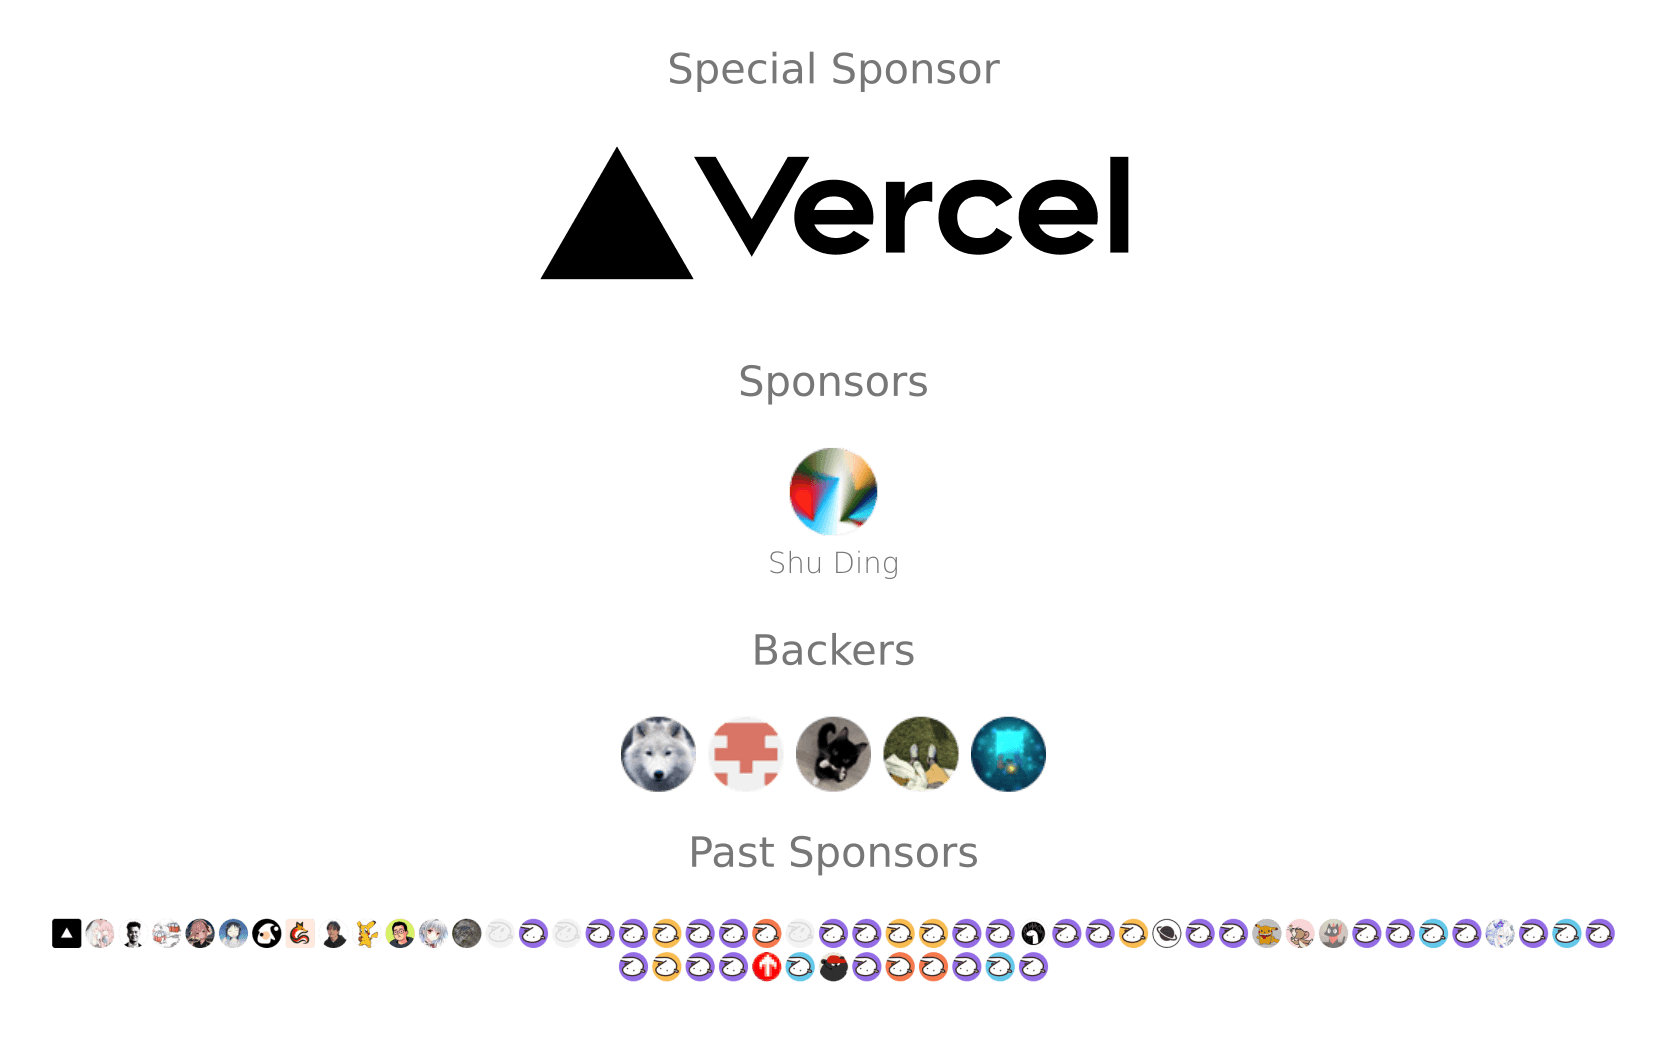 Special Sponsor
Vercel
Sponsors
Shu Ding
Backers
Past Sponsors